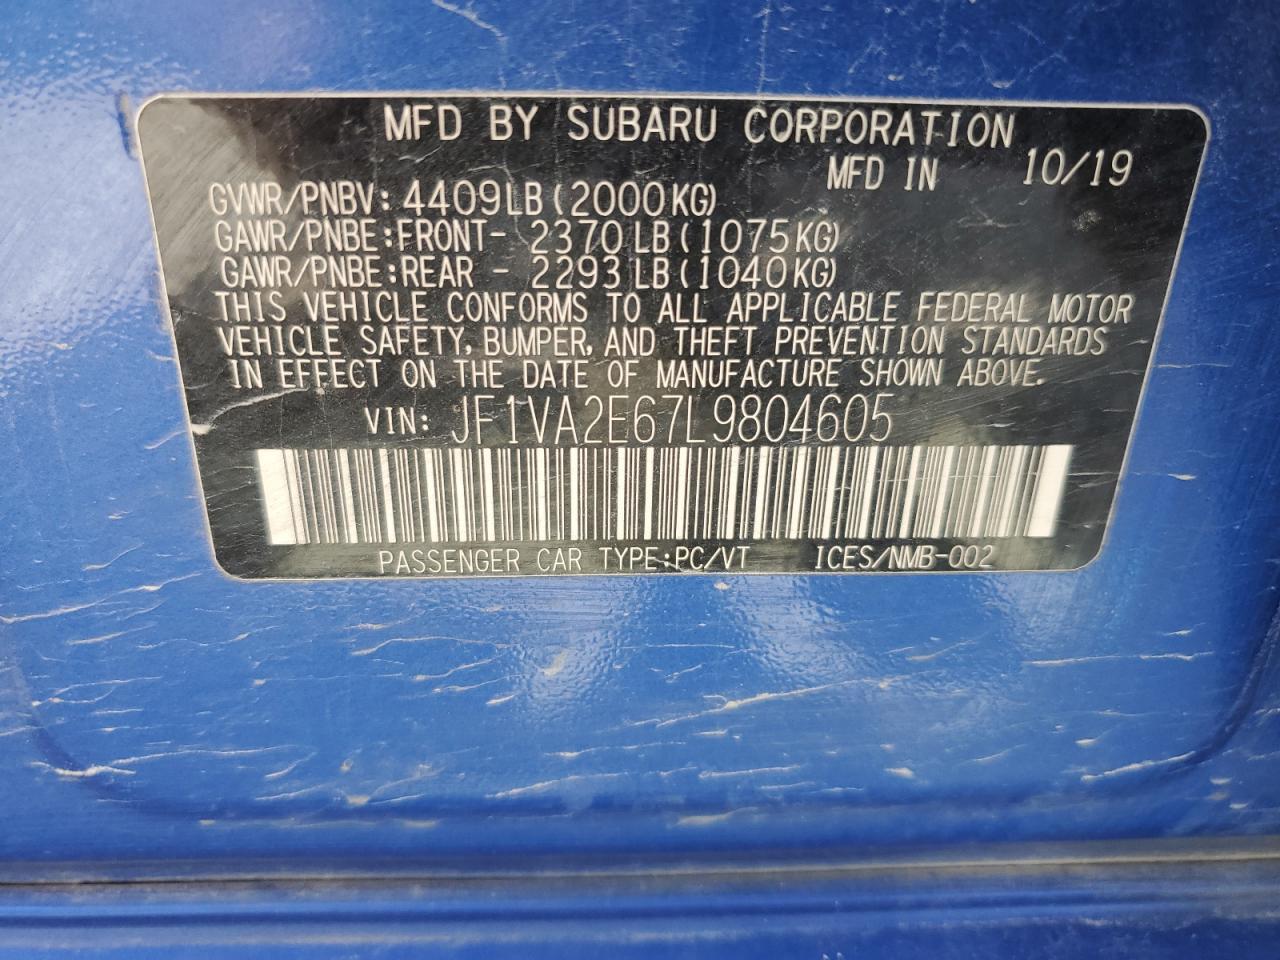 MFD BY SUBARU CORPORATION
MFD IN 10/19
GVWR/PNBV: 4409LB (2000KG)
GAWR/PNBE:FRONT- 2370LB (1075KG)
GAWR/PNBE:REAR - 2293LB (1040KG)
THIS VEHICLE CONFORMS TO ALL APPLICABLE FEDERAL MOTOR
VEHICLE SAFETY, BUMPER, AND THEFT PREVENTION STANDARDS
IN EFFECT ON THE DATE OF MANUFACTURE SHOWN ABOVE.
VIN: JF1VA2E67L9804605
PASSENGER CAR TYPE:PC/VT ICES/NMB-002